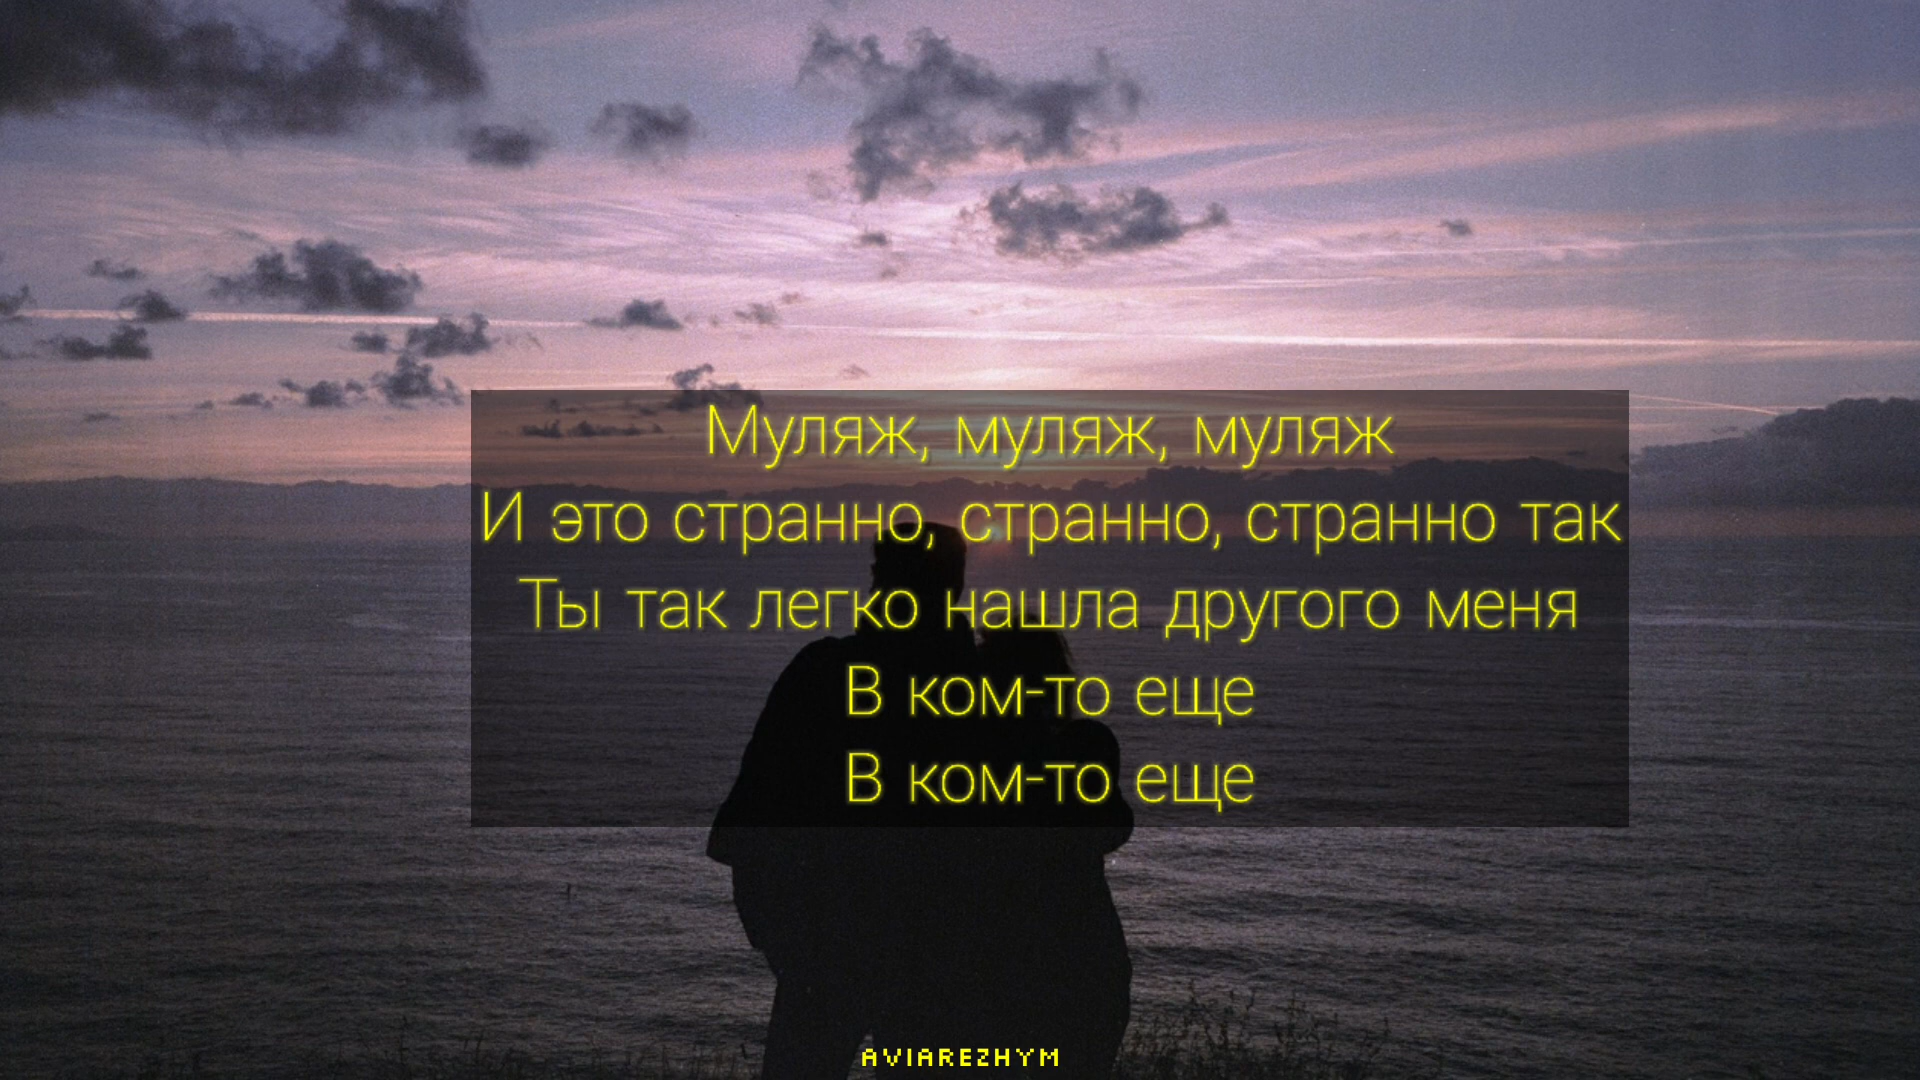 Муляж, муляж, муляж
И это странно, странно, странно так
Ты так легко нашла другого меня
В ком-то еще
В ком-то еще
AVIAREZHYM